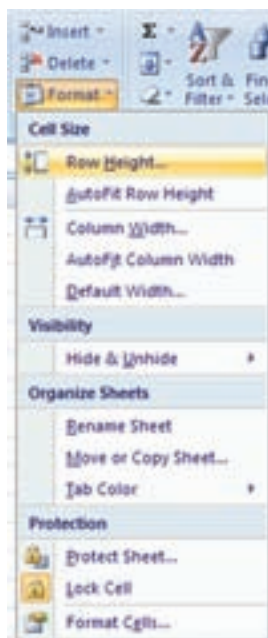 Insert
Delete
Format
Σ
A
Z
Sort &
Filter
Fin
Sel
Cell Size
Row Height...
AutoFit Row Height
Column Width...
AutoFit Column Width
Default Width...
Visibility
Hide & Unhide
Organize Sheets
Rename Sheet
Move or Copy Sheet...
Tab Color
Protection
Protect Sheet...
Lock Cell
Format Cells...